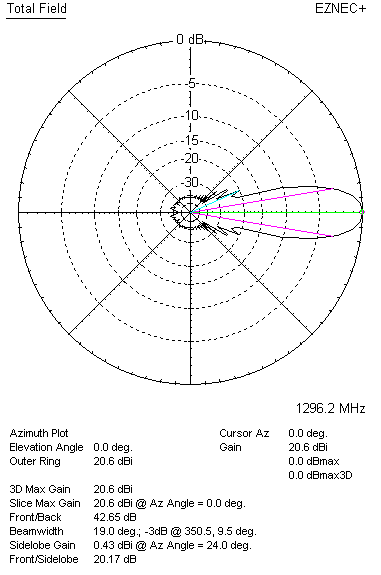 Total Field
EZNEC+
0 dB
-5
-10
-15
-20
-30
1296.2 MHz
Azimuth Plot
Elevation Angle 0.0 deg.
Outer Ring 20.6 dBi
Cursor Az 0.0 deg.
Gain 20.6 dBi
0.0 dBmax
0.0 dBmax3D
3D Max Gain 20.6 dBi
Slice Max Gain 20.6 dBi @ Az Angle = 0.0 deg.
Front/Back 42.65 dB
Beamwidth 19.0 deg.; -3dB @ 350.5, 9.5 deg.
Sidelobe Gain 0.43 dBi @ Az Angle = 24.0 deg.
Front/Sidelobe 20.17 dB